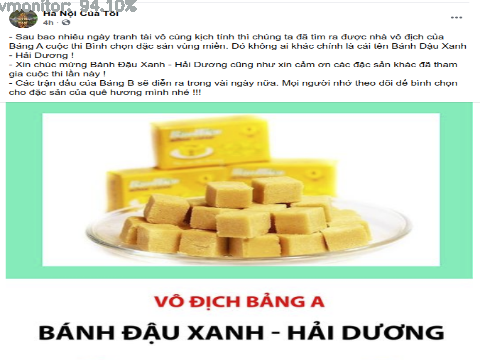 vmonitor: 94.10%
Hà Nội Của Tôi
4h ·
- Sau bao nhiêu ngày tranh tài vô cùng kịch tính thì chúng ta đã tìm ra được nhà vô địch của
Bảng A cuộc thi Bình chọn đặc sản vùng miền. Đó không ai khác chính là cái tên Bánh Đậu Xanh
- Hải Dương !
- Xin chúc mừng Bánh Đậu Xanh - Hải Dương cũng như xin cảm ơn các đặc sản khác đã tham
gia cuộc thi lần này !
- Các trận đấu của Bảng B sẽ diễn ra trong vài ngày nữa. Mọi người nhớ theo dõi để bình chọn
cho đặc sản của quê hương mình nhé !!!
VÔ ĐỊCH BẢNG A
BÁNH ĐẬU XANH - HẢI DƯƠNG